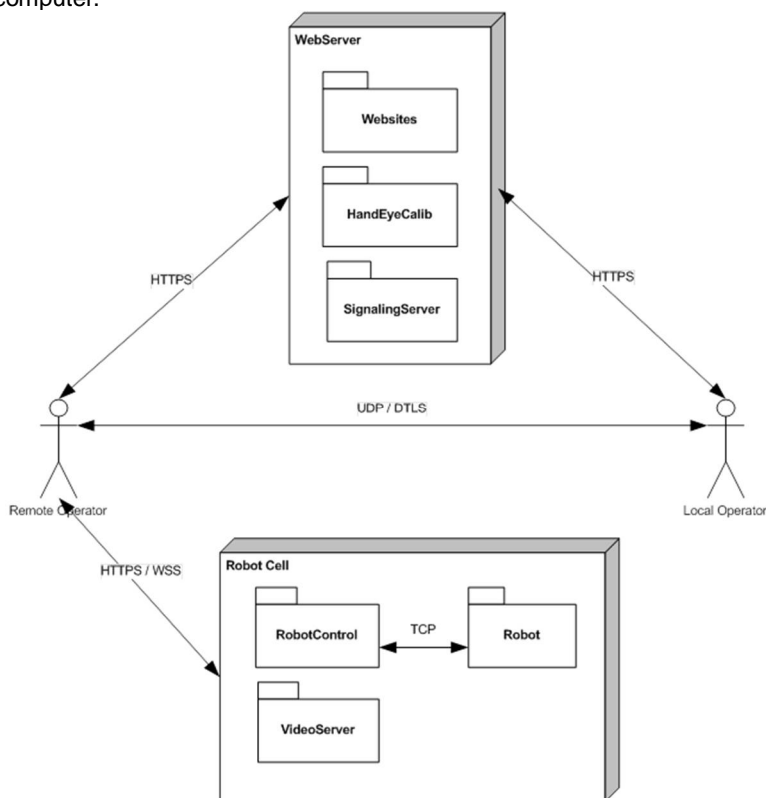 computer.
WebServer
Websites
HandEyeCalib
SignalingServer
HTTPS
HTTPS
UDP / DTLS
Remote Operator
Local Operator
HTTPS / WSS
Robot Cell
RobotControl
TCP
Robot
VideoServer